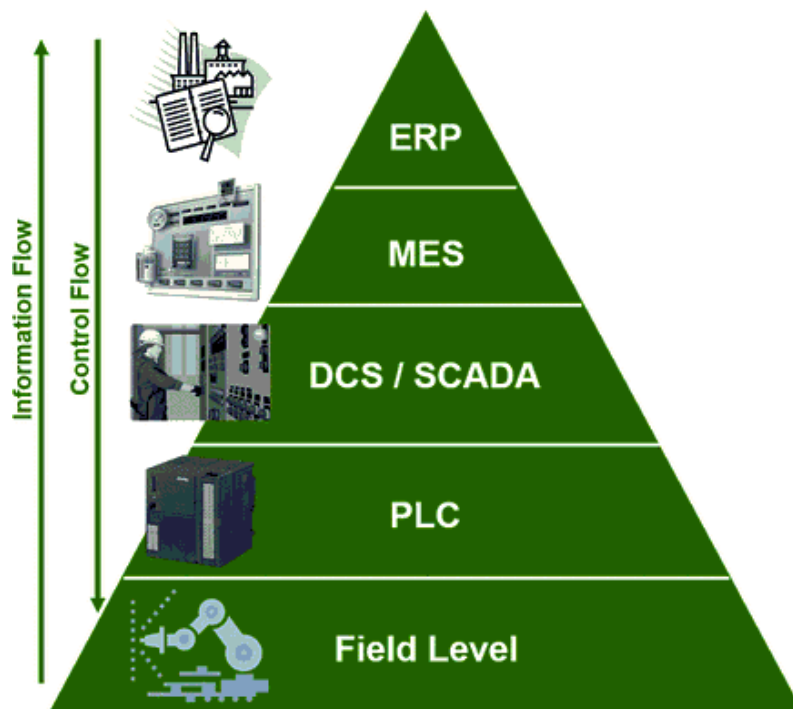 ERP
MES
DCS / SCADA
PLC
Field Level
Information Flow
Control Flow